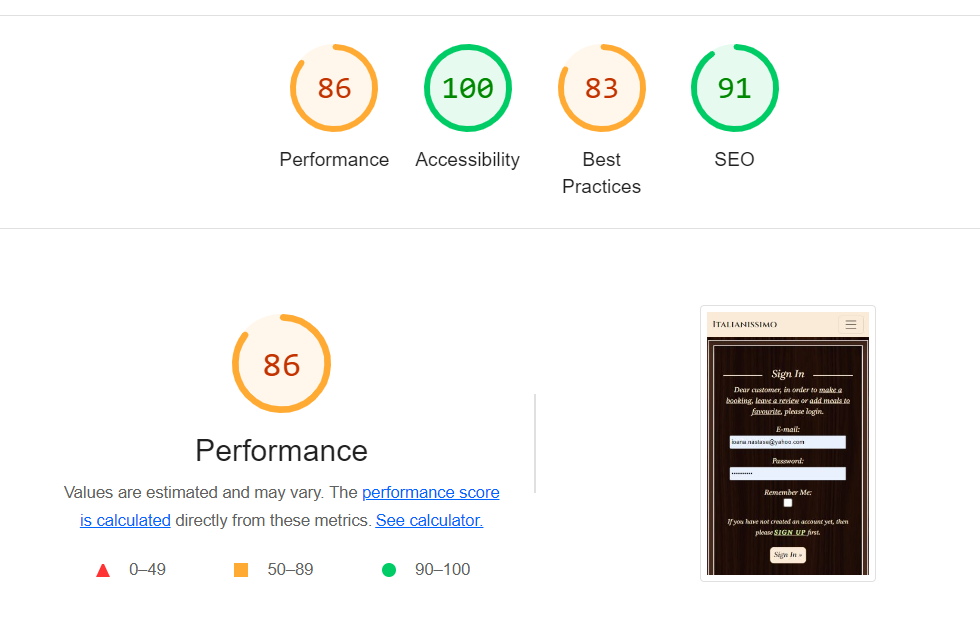 86
100
83
91
Performance
Accessibility
Best
Practices
SEO
86
Performance
Values are estimated and may vary. The performance score
is calculated directly from these metrics. See calculator.
0–49
50–89
90–100
Italianissimo
Sign In
Dear customer, in order to make a
booking, leave a review or add meals to
favourite, please login.
E-mail:
ioana.nastase@yahoo.com
Password:
Remember Me:
If you have not created an account yet, then
please SIGN UP first.
Sign In »